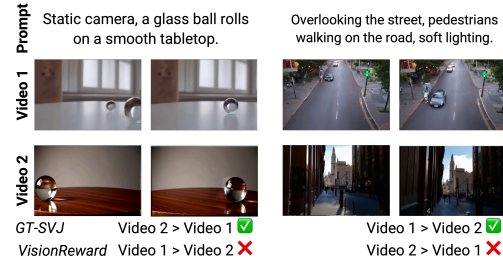 Prompt
Static camera, a glass ball rolls
on a smooth tabletop.
Overlooking the street, pedestrians
walking on the road, soft lighting.
Video 1
Video 2
GT-SVJ
Video 2 > Video 1 ✅
Video 1 > Video 2 ✅
VisionReward
Video 1 > Video 2 ❌
Video 2 > Video 1 ❌